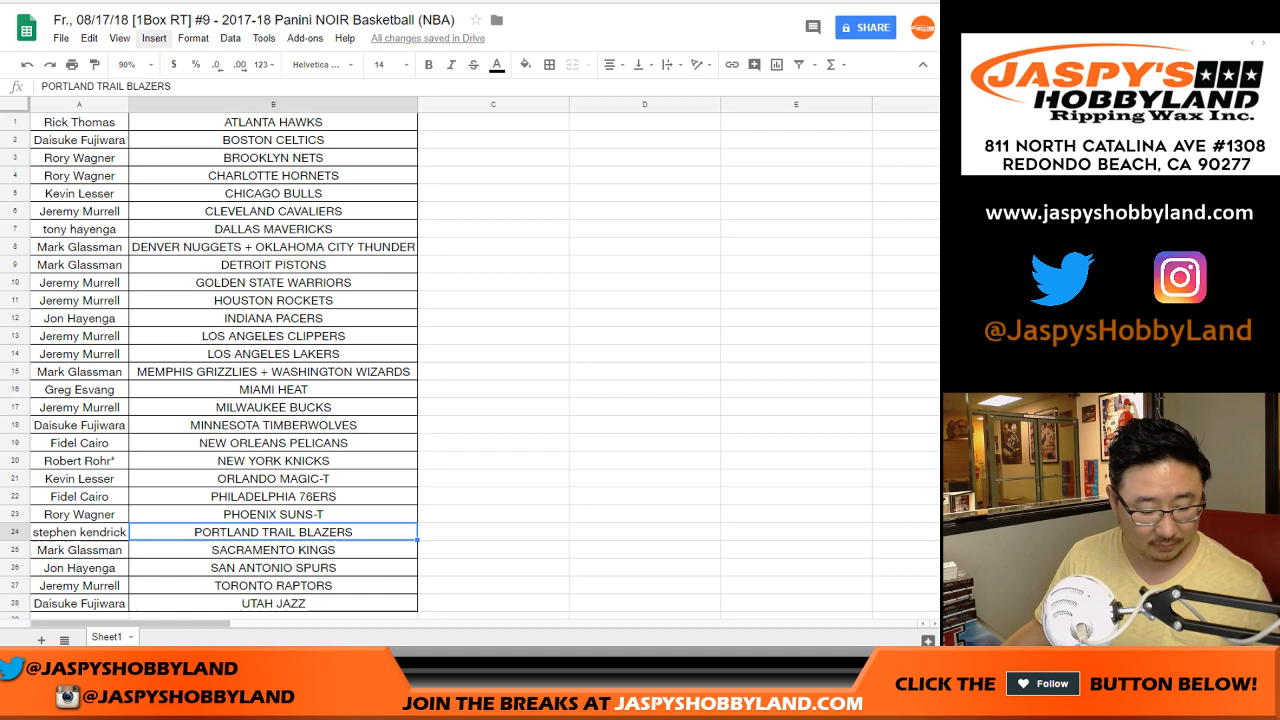 Fr., 08/17/18 [1Box RT] #9 - 2017-18 Panini NOIR Basketball (NBA)
File Edit View Insert Format Data Tools Add-ons Help All changes saved in Drive
SHARE
90% $ % .0 .00 123 Helvetica ... 14 B I S A
fx PORTLAND TRAIL BLAZERS
A B C D E
1 Rick Thomas ATLANTA HAWKS
2 Daisuke Fujiwara BOSTON CELTICS
3 Rory Wagner BROOKLYN NETS
4 Rory Wagner CHARLOTTE HORNETS
5 Kevin Lesser CHICAGO BULLS
6 Jeremy Murrell CLEVELAND CAVALIERS
7 tony hayenga DALLAS MAVERICKS
8 Mark Glassman DENVER NUGGETS + OKLAHOMA CITY THUNDER
9 Mark Glassman DETROIT PISTONS
10 Jeremy Murrell GOLDEN STATE WARRIORS
11 Jeremy Murrell HOUSTON ROCKETS
12 Jon Hayenga INDIANA PACERS
13 Jeremy Murrell LOS ANGELES CLIPPERS
14 Jeremy Murrell LOS ANGELES LAKERS
15 Mark Glassman MEMPHIS GRIZZLIES + WASHINGTON WIZARDS
16 Greg Esvang MIAMI HEAT
17 Jeremy Murrell MILWAUKEE BUCKS
18 Daisuke Fujiwara MINNESOTA TIMBERWOLVES
19 Fidel Cairo NEW ORLEANS PELICANS
20 Robert Rohr* NEW YORK KNICKS
21 Kevin Lesser ORLANDO MAGIC-T
22 Fidel Cairo PHILADELPHIA 76ERS
23 Rory Wagner PHOENIX SUNS-T
24 stephen kendrick PORTLAND TRAIL BLAZERS
25 Mark Glassman SACRAMENTO KINGS
26 Jon Hayenga SAN ANTONIO SPURS
27 Jeremy Murrell TORONTO RAPTORS
28 Daisuke Fujiwara UTAH JAZZ
Sheet1
JASPY'S
HOBBYLAND
Ripping Wax Inc.
811 NORTH CATALINA AVE #1308
REDONDO BEACH, CA 90277
www.jaspyshobbyland.com
@JaspysHobbyLand
@JASPYSHOBBYLAND
@JASPYSHOBBYLAND
JOIN THE BREAKS AT JASPYSHOBBYLAND.COM
CLICK THE Follow BUTTON BELOW!